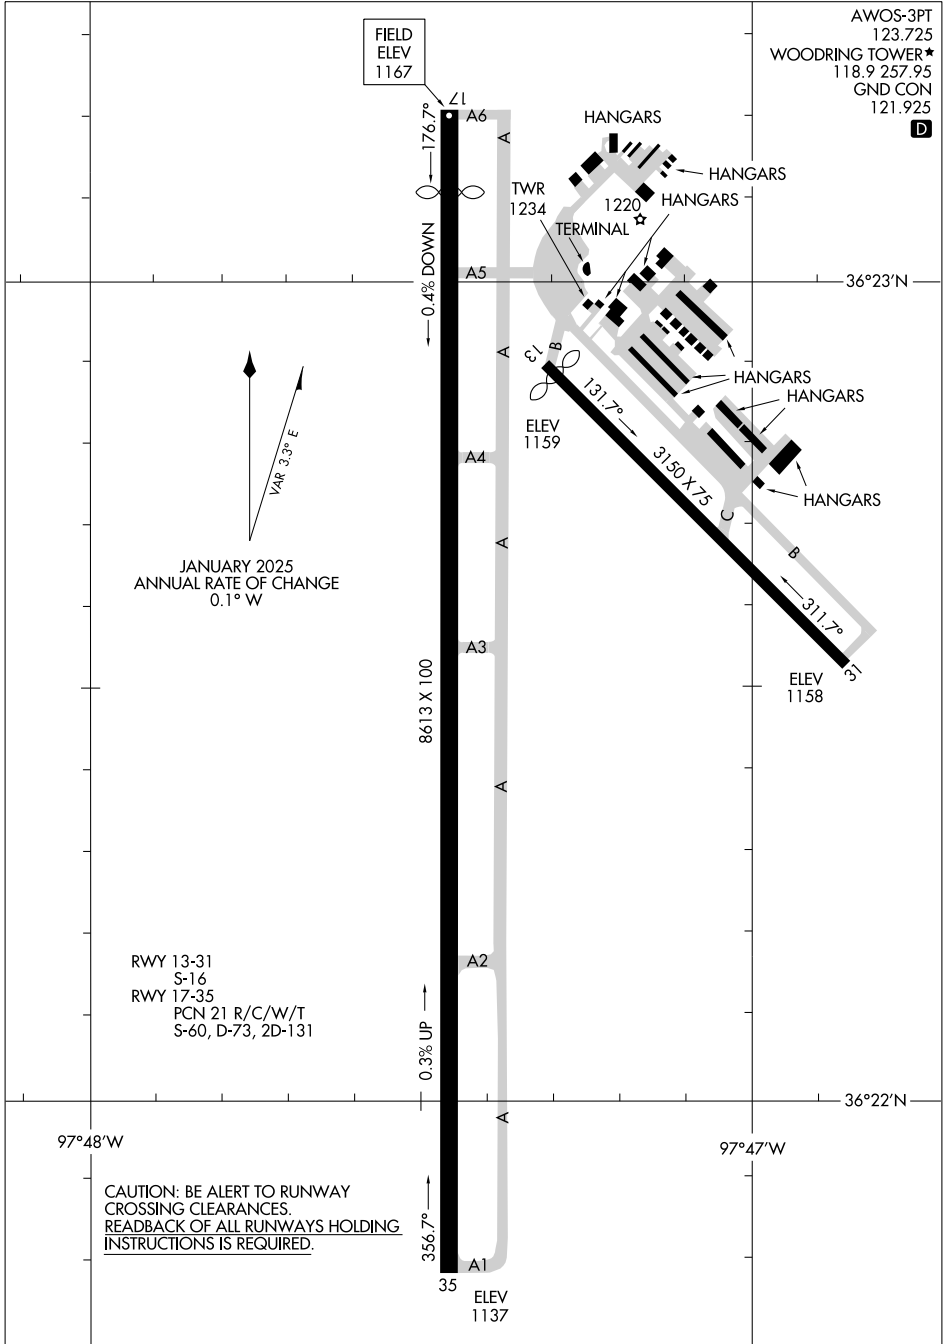 AWOS-3PT
123.725
WOODRING TOWER★
118.9 257.95
GND CON
121.925
D
FIELD
ELEV
1167
17
176.7°
A6
A
HANGARS
HANGARS
TWR
1234
1220
HANGARS
TERMINAL
0.4% DOWN
A5
36°23'N
A
B
13
ELEV
1159
131.7°
HANGARS
HANGARS
VAR 3.3° E
A4
3150 X 75
HANGARS
C
A
B
JANUARY 2025
ANNUAL RATE OF CHANGE
0.1° W
311.7°
A3
ELEV
1158
31
8613 X 100
A
RWY 13-31
S-16
RWY 17-35
PCN 21 R/C/W/T
S-60, D-73, 2D-131
A2
0.3% UP
36°22'N
A
97°48'W
97°47'W
CAUTION: BE ALERT TO RUNWAY
CROSSING CLEARANCES.
READBACK OF ALL RUNWAYS HOLDING
INSTRUCTIONS IS REQUIRED.
356.7°
A1
35
ELEV
1137